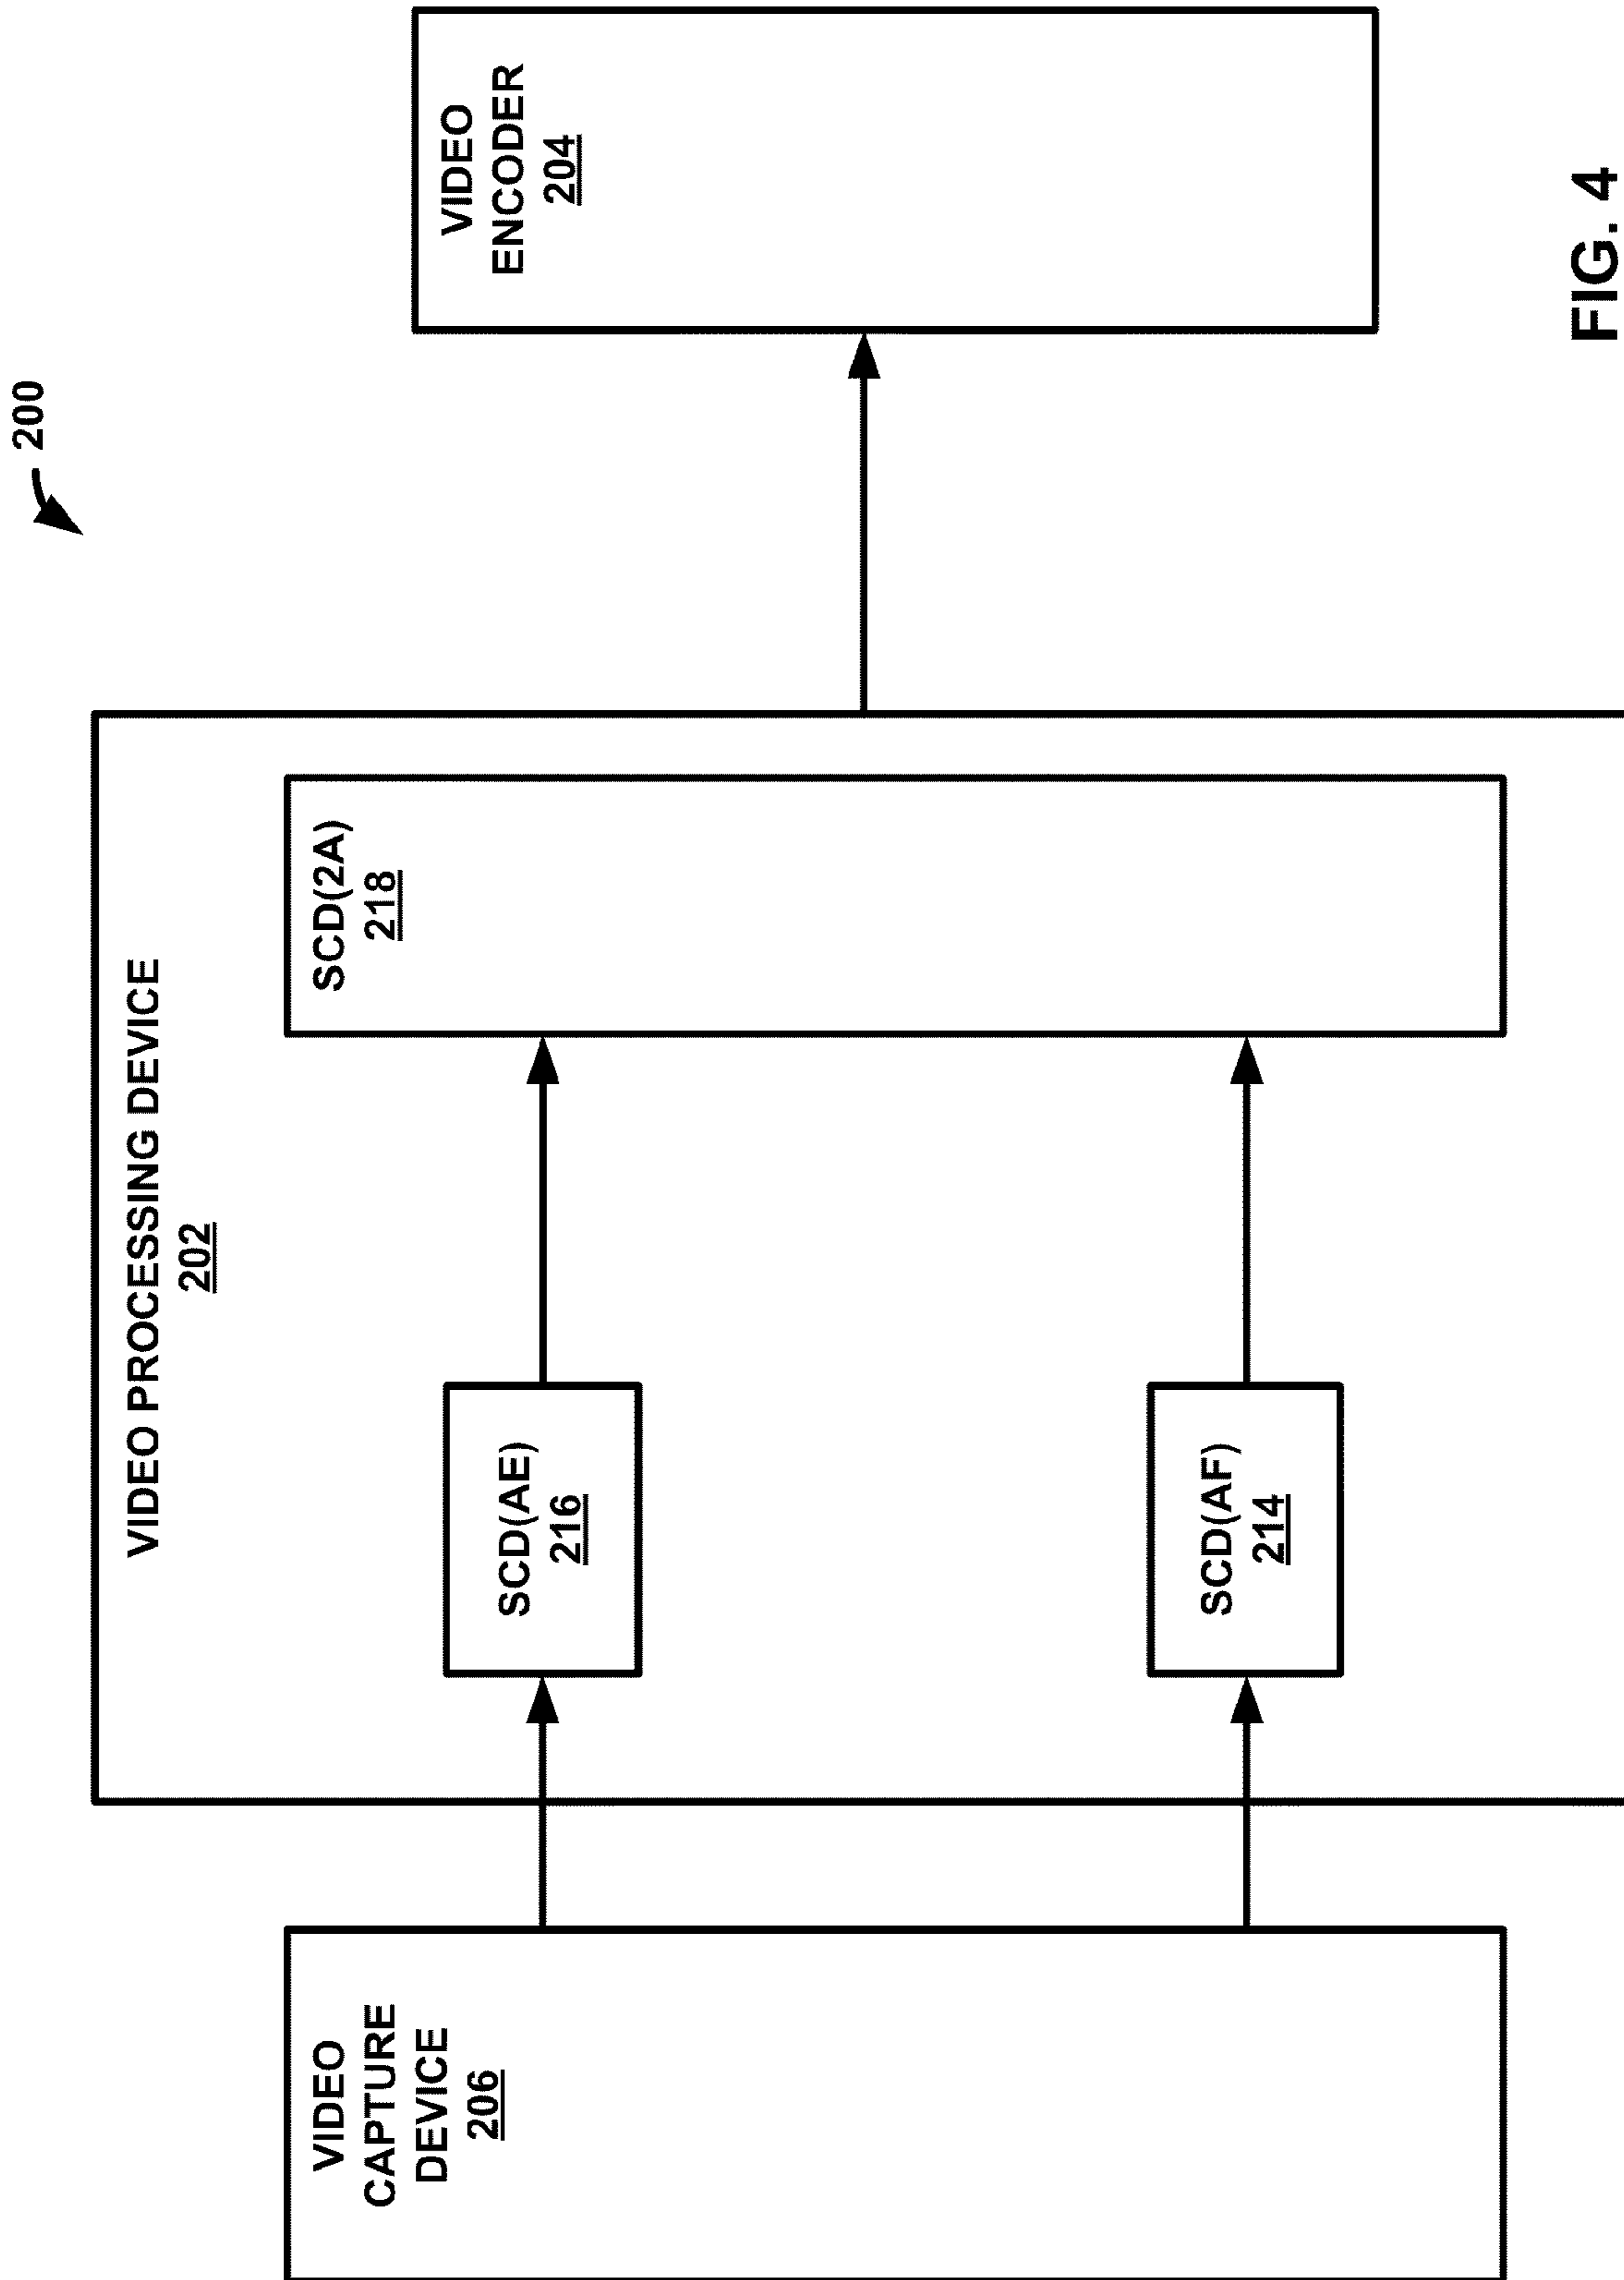 200
VIDEO PROCESSING DEVICE
202
VIDEO
CAPTURE
DEVICE
206
SCD(AE)
216
SCD(AF)
214
SCD(2A)
218
VIDEO
ENCODER
204
FIG. 4